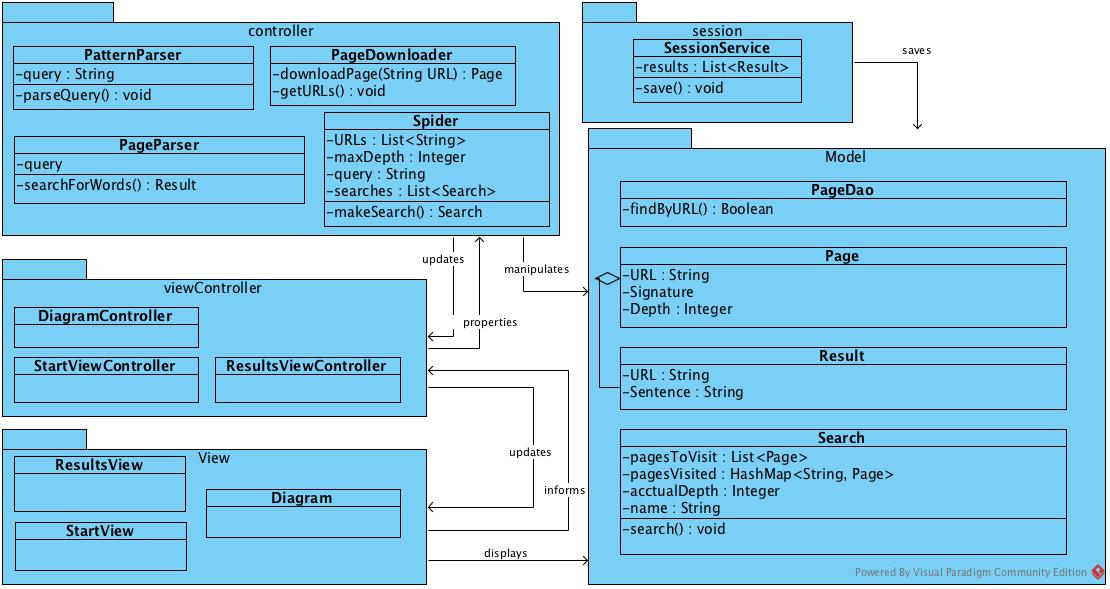 controller
PatternParser
-query : String
-parseQuery() : void
PageDownloader
-downloadPage(String URL) : Page
-getURLs() : void
PageParser
-query
-searchForWords() : Result
Spider
-URLs : List<String>
-maxDepth : Integer
-query : String
-searches : List<Search>
-makeSearch() : Search
session
SessionService
-results : List<Result>
-save() : void
saves
updates
properties
manipulates
viewController
DiagramController
StartViewController
ResultsViewController
updates
informs
View
ResultsView
Diagram
StartView
displays
Model
PageDao
-findByURL() : Boolean
Page
-URL : String
-Signature
-Depth : Integer
Result
-URL : String
-Sentence : String
Search
-pagesToVisit : List<Page>
-pagesVisited : HashMap<String, Page>
-acctualDepth : Integer
-name : String
-search() : void
Powered By Visual Paradigm Community Edition